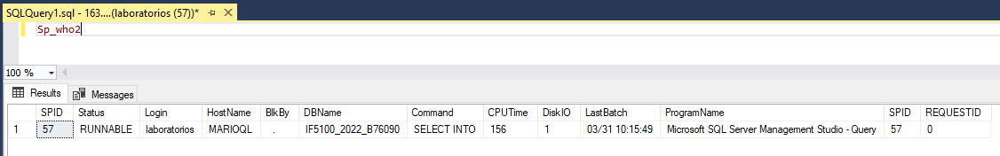 SQLQuery1.sql - 163....(laboratorios (57))*
Sp_who2
100 %
Results Messages
SPID Status Login HostName BlkBy DBName Command CPUTime DiskIO LastBatch ProgramName SPID REQUESTID
1 57 RUNNABLE laboratorios MARIOQL . IF5100_2022_B76090 SELECT INTO 156 1 03/31 10:15:49 Microsoft SQL Server Management Studio - Query 57 0